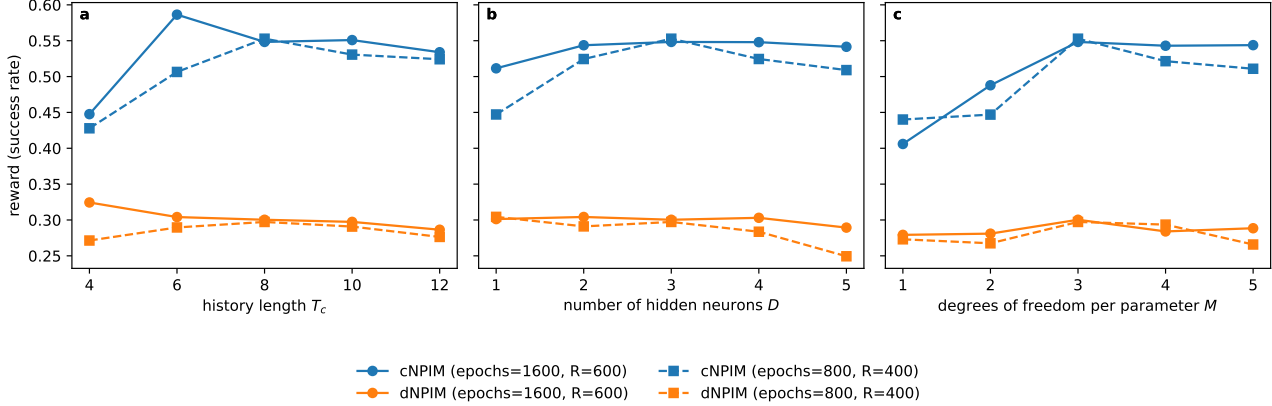 a
b
c
reward (success rate)
0.60
0.55
0.50
0.45
0.40
0.35
0.30
0.25
4 6 8 10 12
1 2 3 4 5
1 2 3 4 5
history length T_c
number of hidden neurons D
degrees of freedom per parameter M
cNPIM (epochs=1600, R=600)
dNPIM (epochs=1600, R=600)
cNPIM (epochs=800, R=400)
dNPIM (epochs=800, R=400)